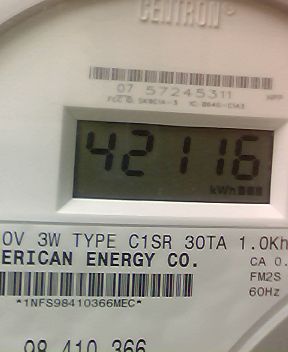 CENTRON®
07 57245311
42116
kWh
0V 3W TYPE C1SR 30TA 1.0Kh
ERICAN ENERGY CO.
CA 0.
FM2S
*1NFS98410366MEC*
60Hz
98 410 366